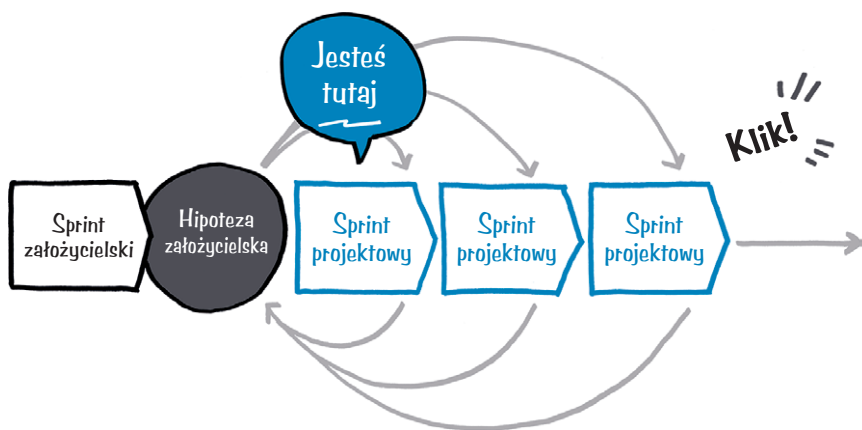 Jesteś
tutaj
Klik!
Sprint
założycielski
Hipoteza
założycielska
Sprint
projektowy
Sprint
projektowy
Sprint
projektowy